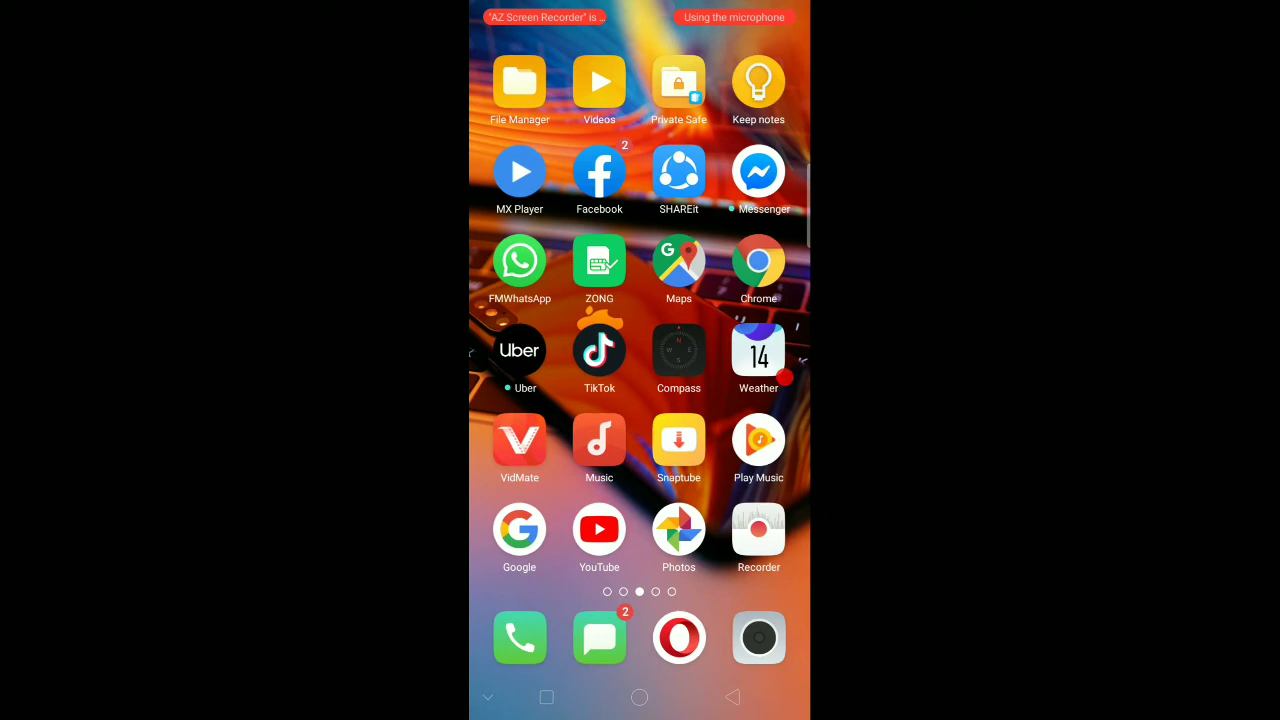 "AZ Screen Recorder" is ... Using the microphone
File Manager Videos Private Safe Keep notes
2
MX Player Facebook SHAREit Messenger
G
FMWhatsApp ZONG Maps Chrome
N
W E
S
Uber 14
Uber TikTok Compass Weather
VidMate Music Snaptube Play Music
G
Google YouTube Photos Recorder
2